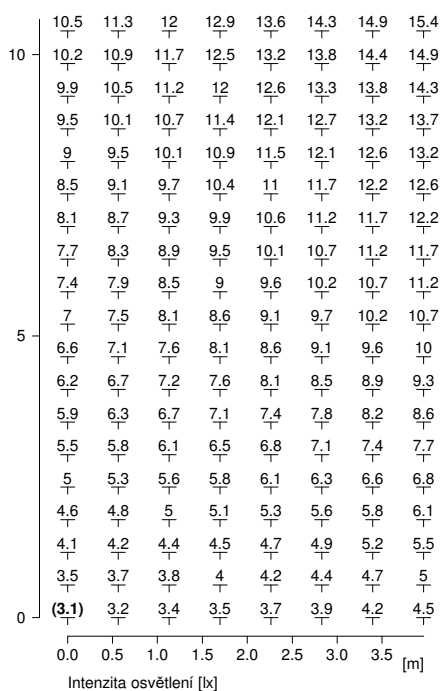 10.5 11.3 12 12.9 13.6 14.3 14.9 15.4
10 10.2 10.9 11.7 12.5 13.2 13.8 14.4 14.9
9.9 10.5 11.2 12 12.6 13.3 13.8 14.3
9.5 10.1 10.7 11.4 12.1 12.7 13.2 13.7
9 9.5 10.1 10.9 11.5 12.1 12.6 13.2
8.5 9.1 9.7 10.4 11 11.7 12.2 12.6
8.1 8.7 9.3 9.9 10.6 11.2 11.7 12.2
7.7 8.3 8.9 9.5 10.1 10.7 11.2 11.7
7.4 7.9 8.5 9 9.6 10.2 10.7 11.2
7 7.5 8.1 8.6 9.1 9.7 10.2 10.7
5 6.6 7.1 7.6 8.1 8.6 9.1 9.6 10
6.2 6.7 7.2 7.6 8.1 8.5 8.9 9.3
5.9 6.3 6.7 7.1 7.4 7.8 8.2 8.6
5.5 5.8 6.1 6.5 6.8 7.1 7.4 7.7
5 5.3 5.6 5.8 6.1 6.3 6.6 6.8
4.6 4.8 5 5.1 5.3 5.6 5.8 6.1
4.1 4.2 4.4 4.5 4.7 4.9 5.2 5.5
3.5 3.7 3.8 4 4.2 4.4 4.7 5
0 (3.1) 3.2 3.4 3.5 3.7 3.9 4.2 4.5
0.0 0.5 1.0 1.5 2.0 2.5 3.0 3.5 [m]
Intenzita osvětlení [lx]